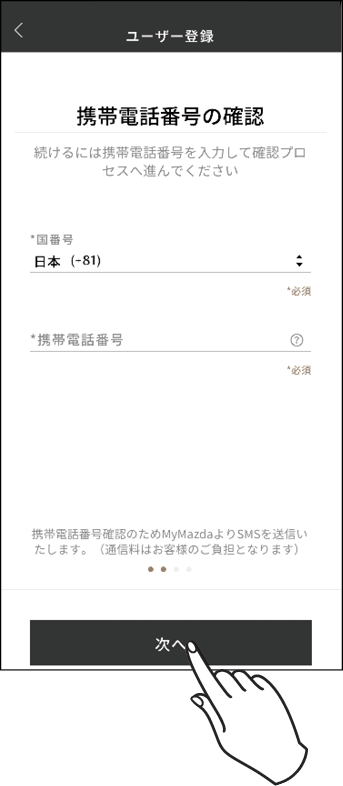 ユーザー登録
携帯電話番号の確認
続けるには携帯電話番号を入力して確認プロ
セスへ進んでください
*国番号
日本 (-81)
*必須
*携帯電話番号 ?
*必須
携帯電話番号確認のためMyMazdaよりSMSを送信い
たします。（通信料はお客様のご負担となります）
次へ